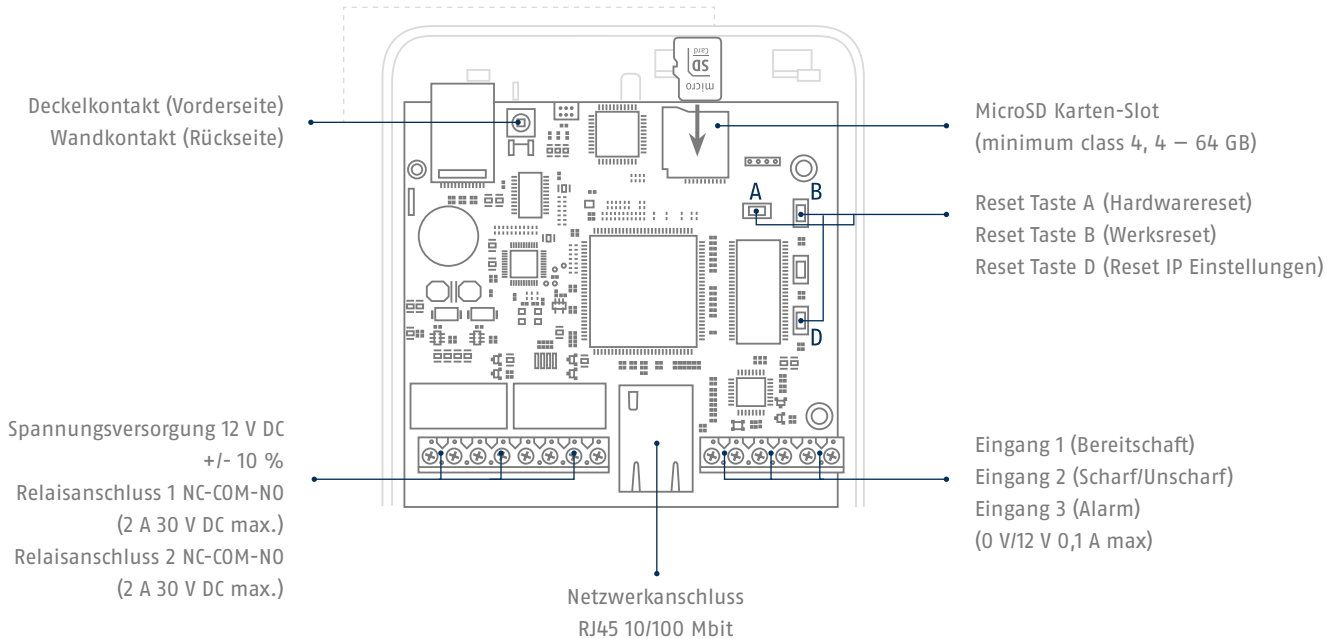 micro
SD
Card
Deckelkontakt (Vorderseite)
Wandkontakt (Rückseite)
MicroSD Karten-Slot
(minimum class 4, 4 – 64 GB)
A
B
Reset Taste A (Hardwarereset)
Reset Taste B (Werksreset)
Reset Taste D (Reset IP Einstellungen)
D
Spannungsversorgung 12 V DC
+/- 10 %
Relaisanschluss 1 NC-COM-NO
(2 A 30 V DC max.)
Relaisanschluss 2 NC-COM-NO
(2 A 30 V DC max.)
Eingang 1 (Bereitschaft)
Eingang 2 (Scharf/Unscharf)
Eingang 3 (Alarm)
(0 V/12 V 0,1 A max)
Netzwerkanschluss
RJ45 10/100 Mbit